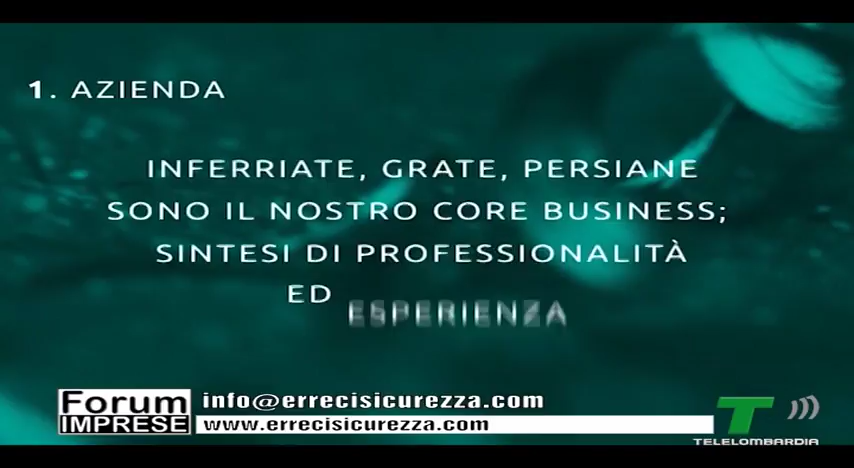 1. AZIENDA
INFERRIATE, GRATE, PERSIANE
SONO IL NOSTRO CORE BUSINESS;
SINTESI DI PROFESSIONALITÀ
ED ESPERIENZA
Forum
IMPRESE
info@errecisicurezza.com
www.errecisicurezza.com
T
TELELOMBARDIA